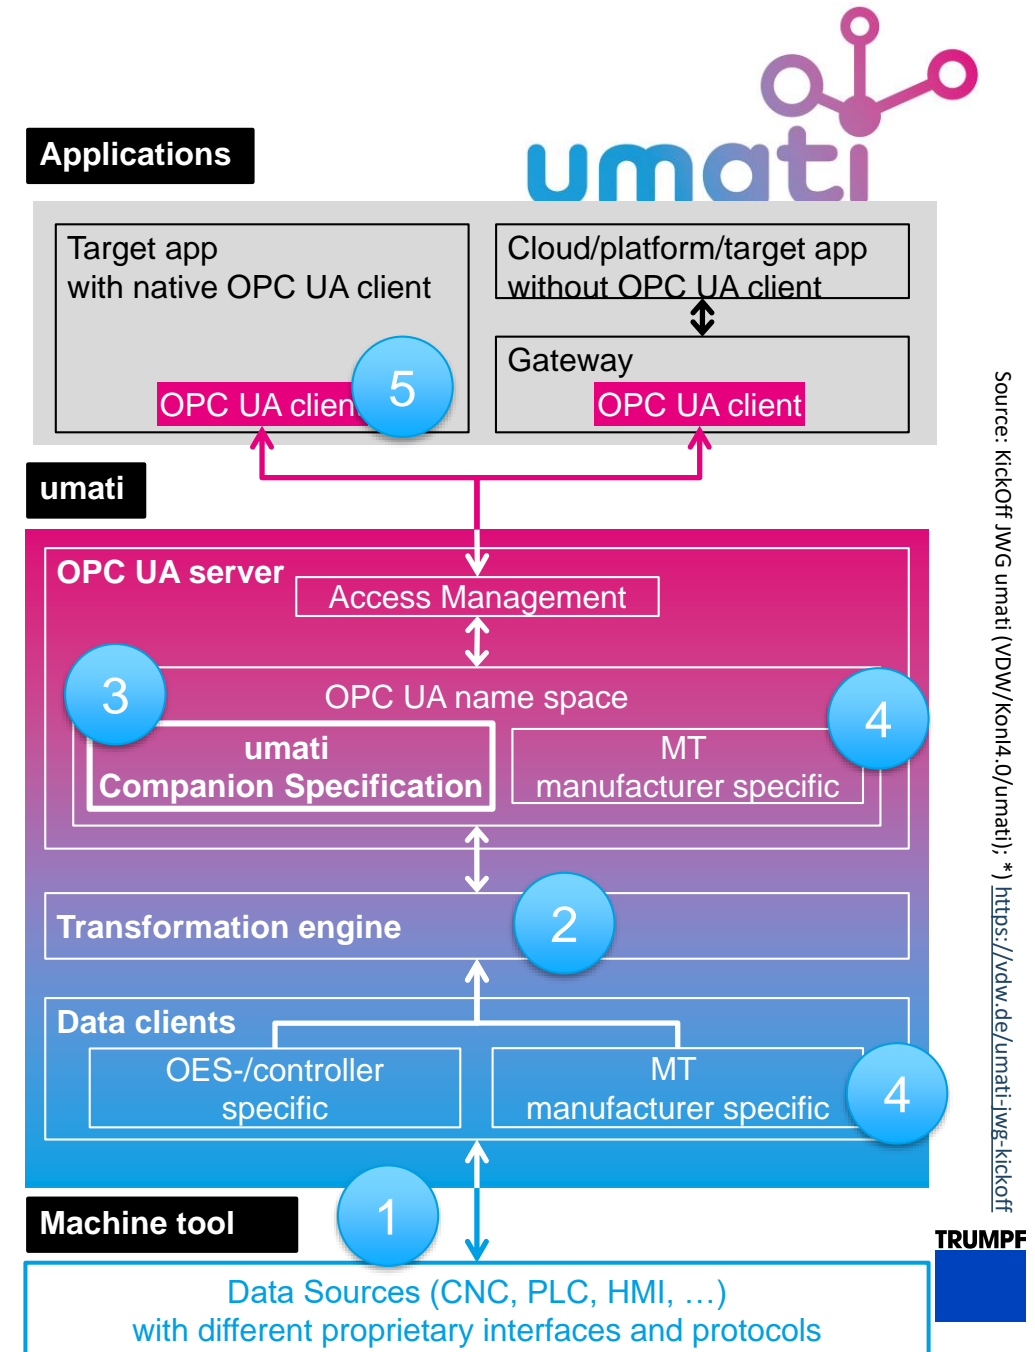 umati
Applications
Target app
with native OPC UA client
OPC UA clien
5
Cloud/platform/target app
without OPC UA client
Gateway
OPC UA client
umati
OPC UA server
Access Management
3
OPC UA name space
4
umati
Companion Specification
MT
manufacturer specific
Transformation engine
2
Data clients
OES-/controller
specific
MT
manufacturer specific
4
Machine tool
1
Data Sources (CNC, PLC, HMI, …)
with different proprietary interfaces and protocols
Source: KickOff JWG umati (VDW/KonI4.0/umati); *) https://vdw.de/umati-jwg-kickoff
TRUMPF